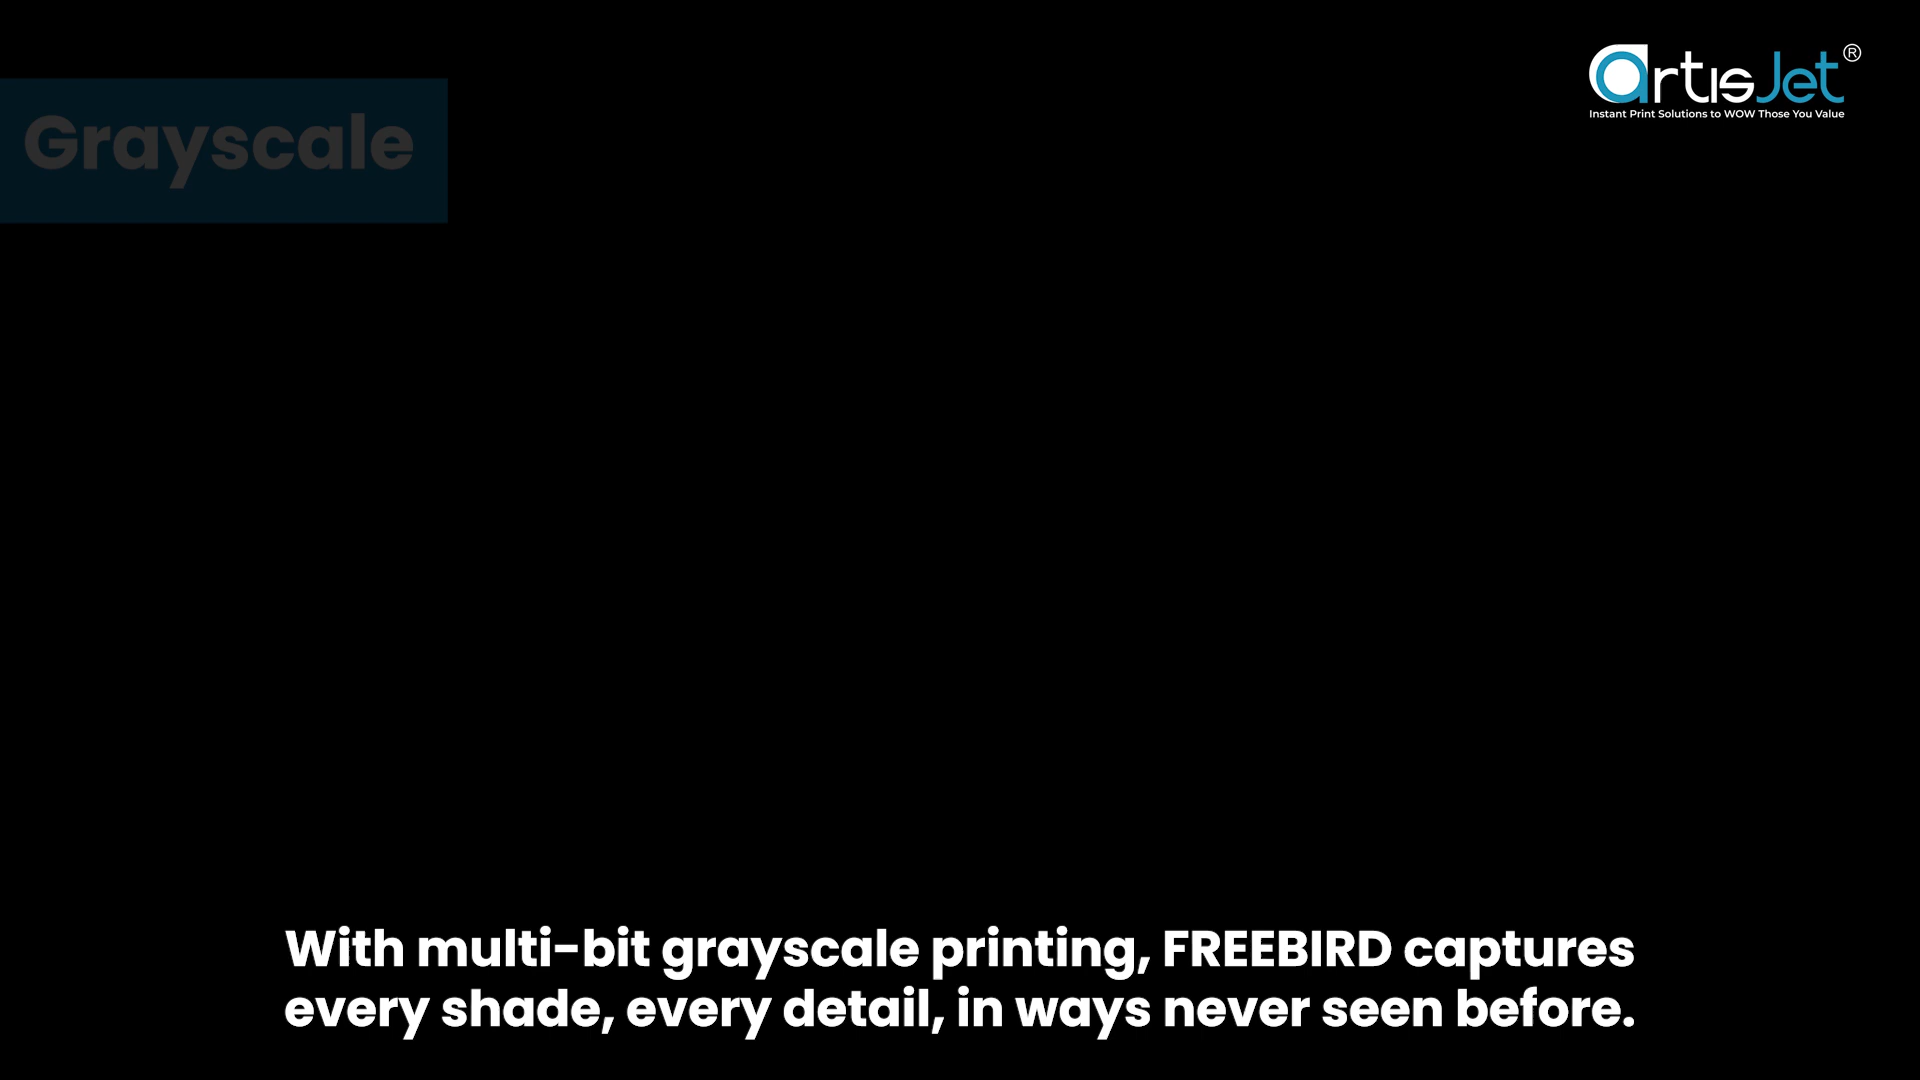 artisJet®
Instant Print Solutions to WOW Those You Value
Grayscale
With multi-bit grayscale printing, FREEBIRD captures
every shade, every detail, in ways never seen before.